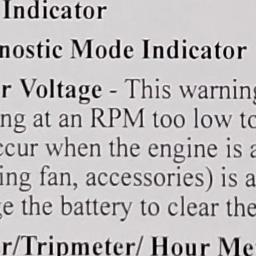 Indicator
nostic Mode Indicator
r Voltage - This warning
ng at an RPM too low to
ccur when the engine is a
ing fan, accessories) is a
e the battery to clear the
r/Tripmeter/ Hour Me